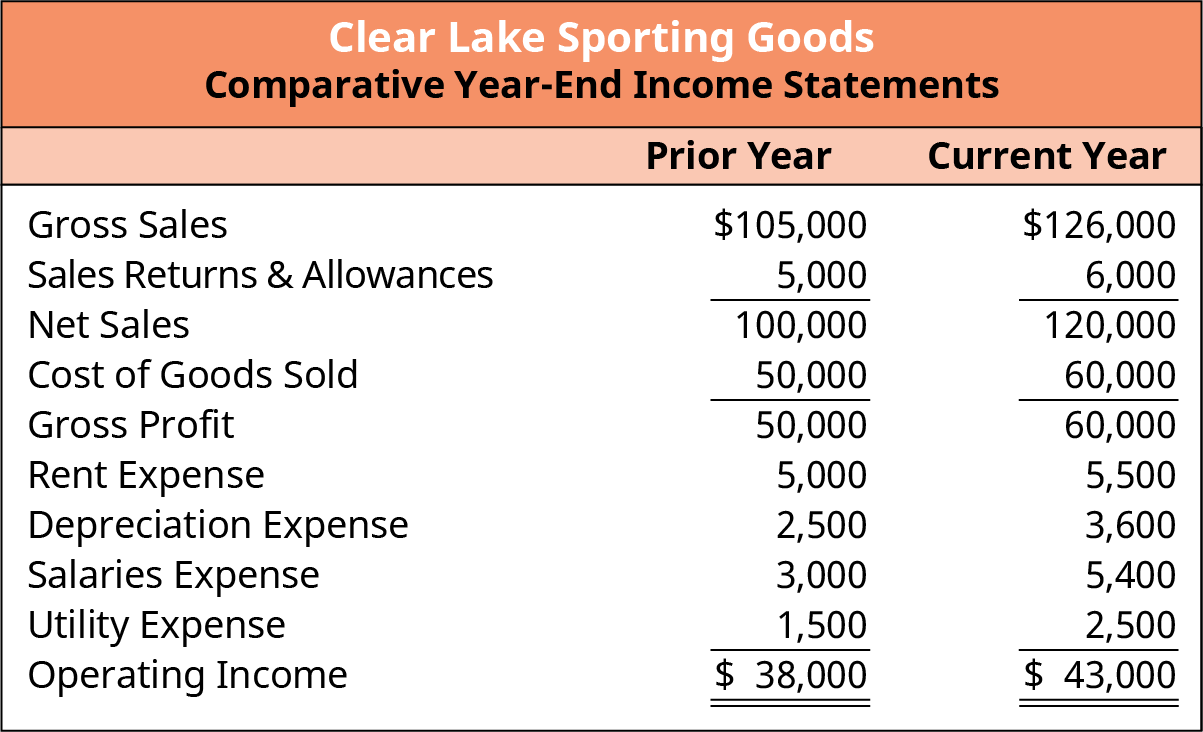 Clear Lake Sporting Goods
Comparative Year-End Income Statements
Prior Year Current Year
Gross Sales $105,000 $126,000
Sales Returns & Allowances 5,000 6,000
Net Sales 100,000 120,000
Cost of Goods Sold 50,000 60,000
Gross Profit 50,000 60,000
Rent Expense 5,000 5,500
Depreciation Expense 2,500 3,600
Salaries Expense 3,000 5,400
Utility Expense 1,500 2,500
Operating Income $ 38,000 $ 43,000